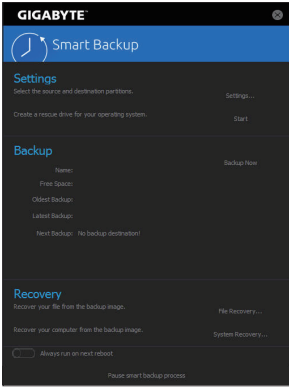 GIGABYTE™
Smart Backup
Settings
Select the source and destination partitions.
Settings...
Create a rescue drive for your operating system.
Start
Backup
Backup Now
Name:
Free Space:
Oldest Backup:
Latest Backup:
Next Backup: No backup destination!
Recovery
Recover your file from the backup image.
File Recovery...
Recover your computer from the backup image.
System Recovery...
Always run on next reboot
Pause smart backup process